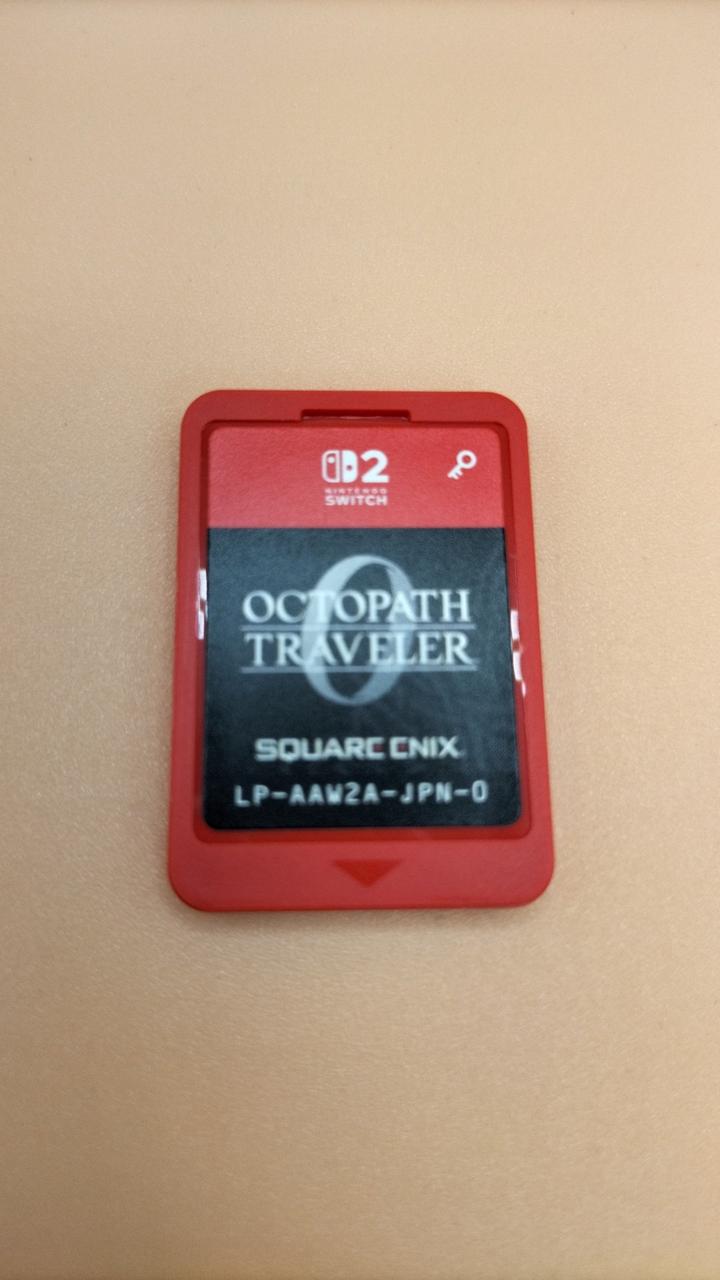 2
NINTENDO
SWITCH
0
OCTOPATH
TRAVELER
SQUARE ENIX
LP-AAW2A-JPN-0